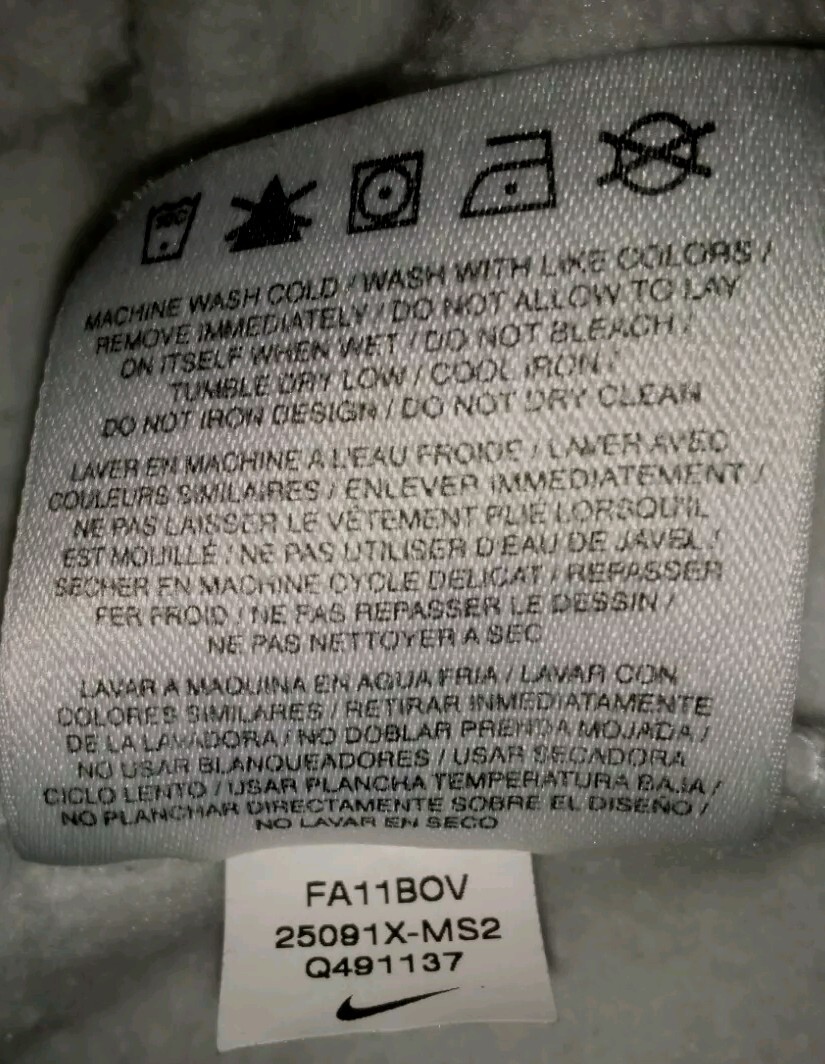 30C
MACHINE WASH COLD / WASH WITH LIKE COLORS /
REMOVE IMMEDIATELY / DO NOT ALLOW TO LAY
ON ITSELF WHEN WET / DO NOT BLEACH /
TUMBLE DRY LOW / COOL IRON /
DO NOT IRON DESIGN / DO NOT DRY CLEAN
LAVER EN MACHINE A L'EAU FROIDE / LAVER AVEC
COULEURS SIMILAIRES / ENLEVER IMMEDIATEMENT /
NE PAS LAISSER LE VÊTEMENT PLIE LORSQU'IL
EST MOUILLÉ / NE PAS UTILISER D'EAU DE JAVEL /
SECHER EN MACHINE CYCLE DELICAT / REPASSER
FER FROID / NE PAS REPASSER LE DESSIN /
NE PAS NETTOYER A SEC
LAVAR A MAQUINA EN AGUA FRIA / LAVAR CON
COLORES SIMILARES / RETIRAR INMEDIATAMENTE
DE LA LAVADORA / NO DOBLAR PRENDA MOJADA /
NO USAR BLANQUEADORES / USAR SECADORA
CICLO LENTO / USAR PLANCHA TEMPERATURA BAJA /
NO PLANCHAR DIRECTAMENTE SOBRE EL DISEÑO /
NO LAVAR EN SECO
FA11BOV
25091X-MS2
Q491137